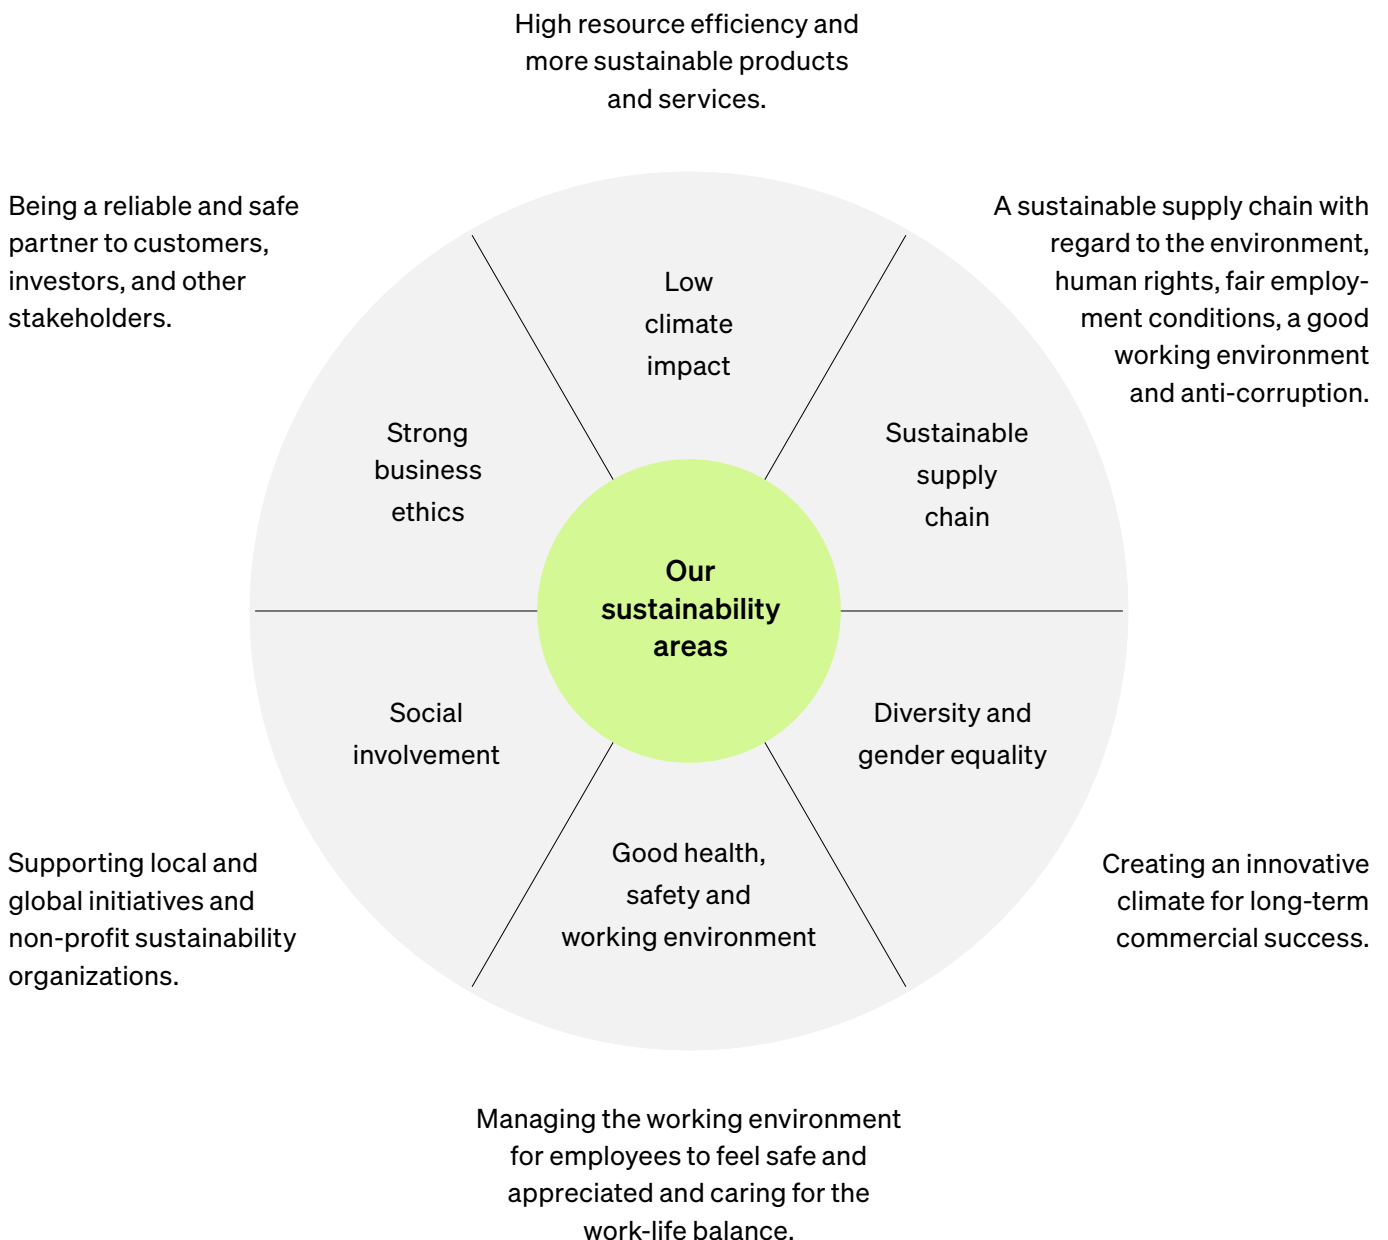 High resource efficiency and
more sustainable products
and services.
Being a reliable and safe
partner to customers,
investors, and other
stakeholders.
A sustainable supply chain with
regard to the environment,
human rights, fair employ-
ment conditions, a good
working environment
and anti-corruption.
Low
climate
impact
Strong
business
ethics
Sustainable
supply
chain
Our
sustainability
areas
Social
involvement
Diversity and
gender equality
Good health,
safety and
working environment
Supporting local and
global initiatives and
non-profit sustainability
organizations.
Creating an innovative
climate for long-term
commercial success.
Managing the working environment
for employees to feel safe and
appreciated and caring for the
work-life balance.